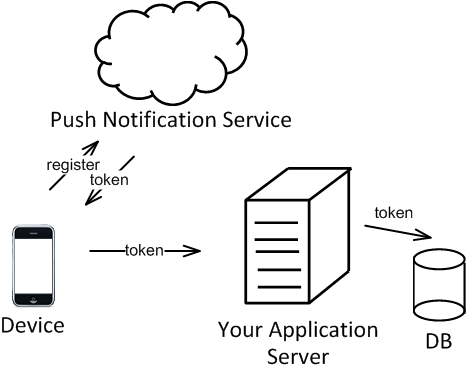 Push Notification Service
register
token
token
token
Device
Your Application
Server
DB